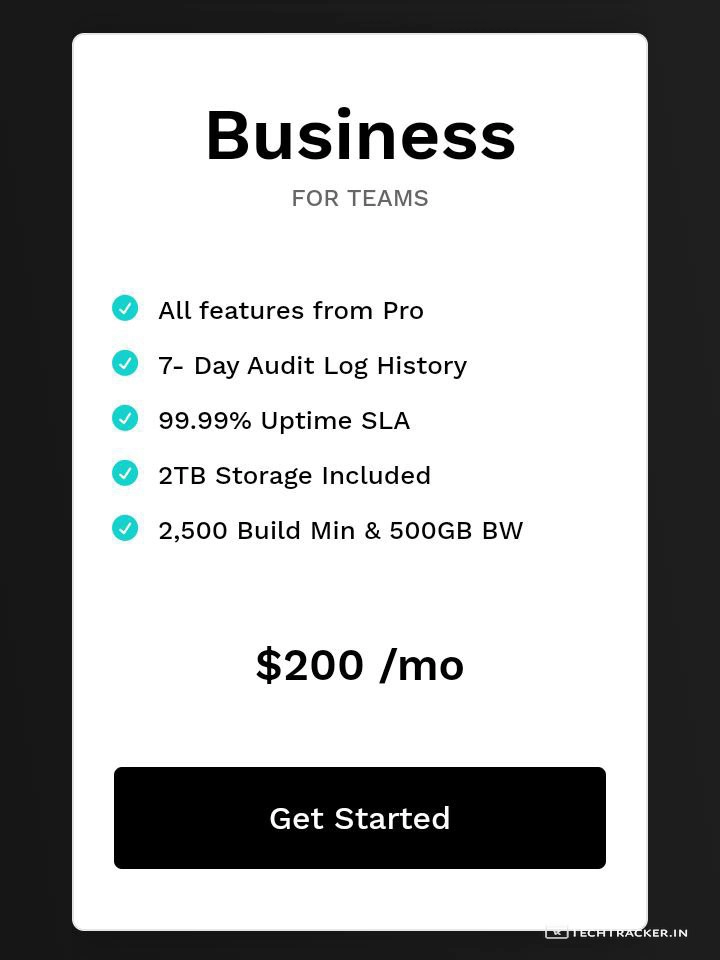 Business
FOR TEAMS
All features from Pro
7- Day Audit Log History
99.99% Uptime SLA
2TB Storage Included
2,500 Build Min & 500GB BW
$200 /mo
Get Started
TECHTRACKER.IN